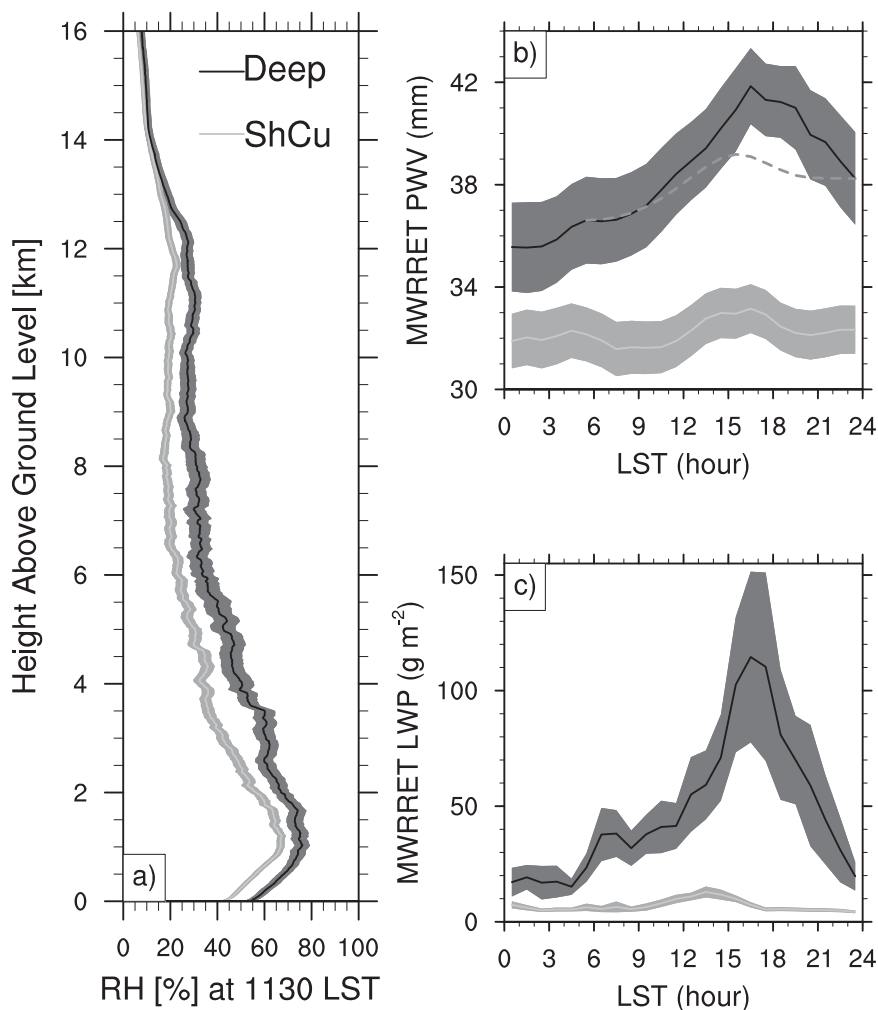 16
14
12
10
8
6
4
2
0
Height Above Ground Level [km]
Deep
ShCu
a)
0 20 40 60 80 100
RH [%] at 1130 LST
b)
42
38
34
30
MWRRET PWV (mm)
0 3 6 9 12 15 18 21 24
LST (hour)
c)
150
100
50
0
MWRRET LWP (g m⁻²)
0 3 6 9 12 15 18 21 24
LST (hour)